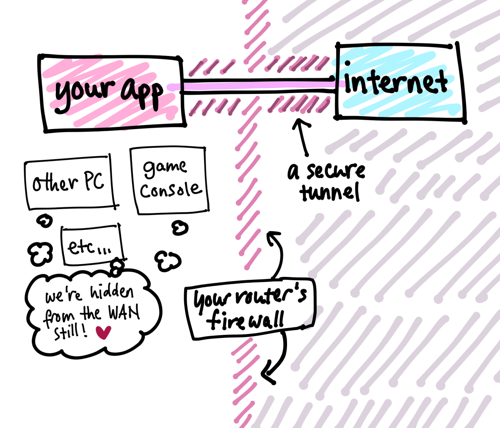 your app
internet
a secure
tunnel
other PC
game
console
etc...
we're hidden
from the WAN
still!
your router's
firewall